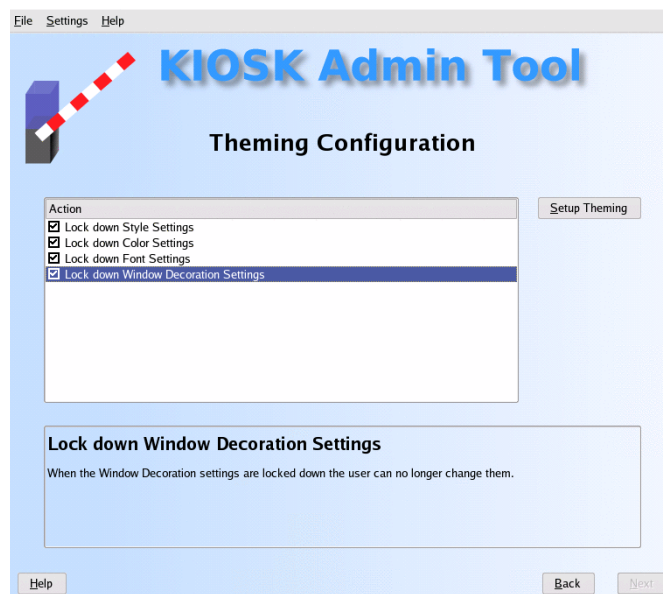 File Settings Help
KIOSK Admin Tool
Theming Configuration
Action
Setup Theming
Lock down Style Settings
Lock down Color Settings
Lock down Font Settings
Lock down Window Decoration Settings
Lock down Window Decoration Settings
When the Window Decoration settings are locked down the user can no longer change them.
Help Back Next